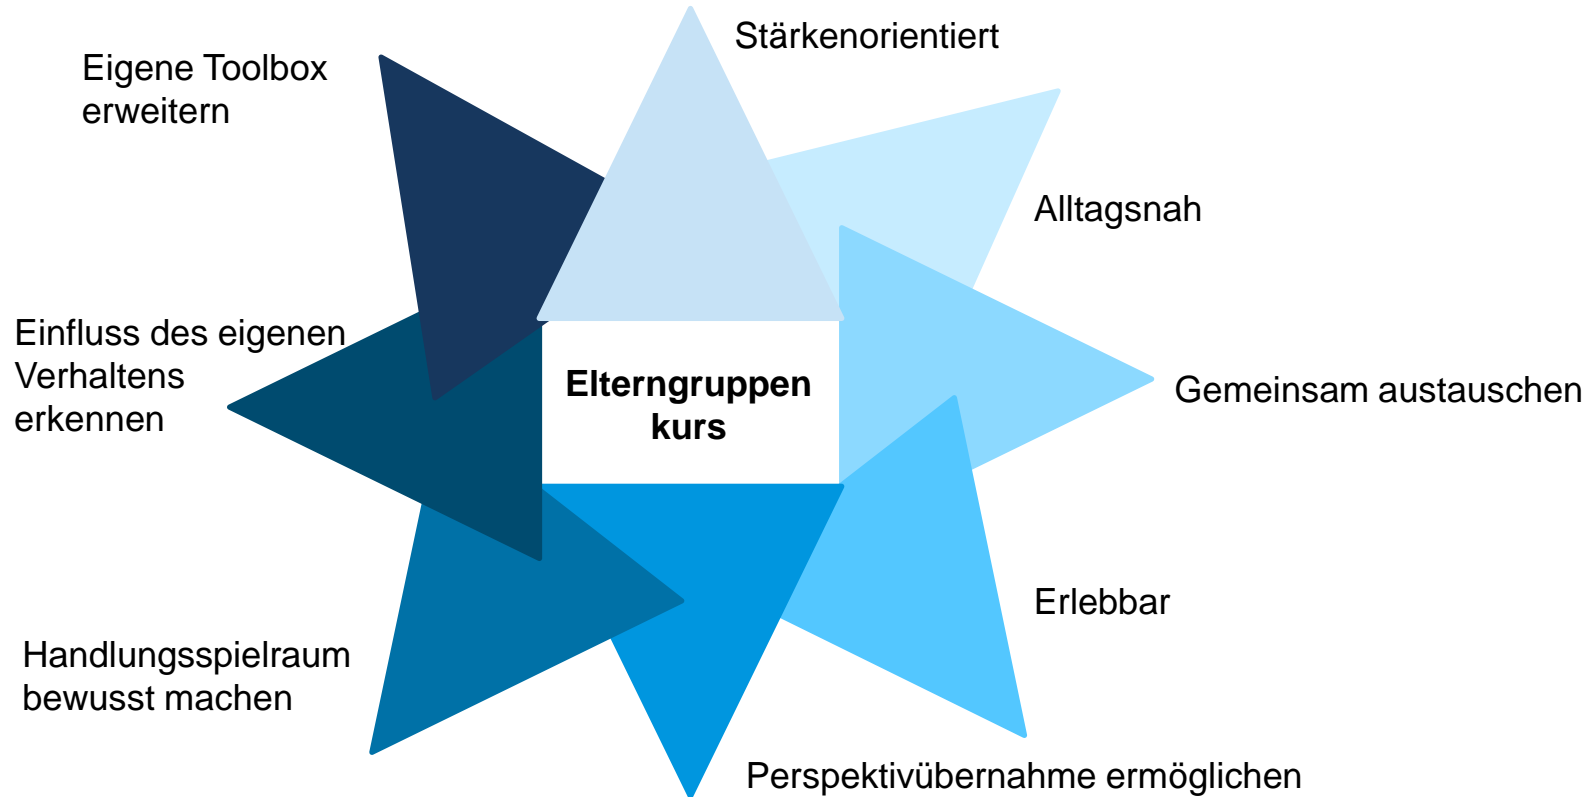 Stärkenorientiert
Eigene Toolbox
erweitern
Alltagsnah
Einfluss des eigenen
Verhaltens
erkennen
Elterngruppen
kurs
Gemeinsam austauschen
Erlebbar
Handlungsspielraum
bewusst machen
Perspektivübernahme ermöglichen